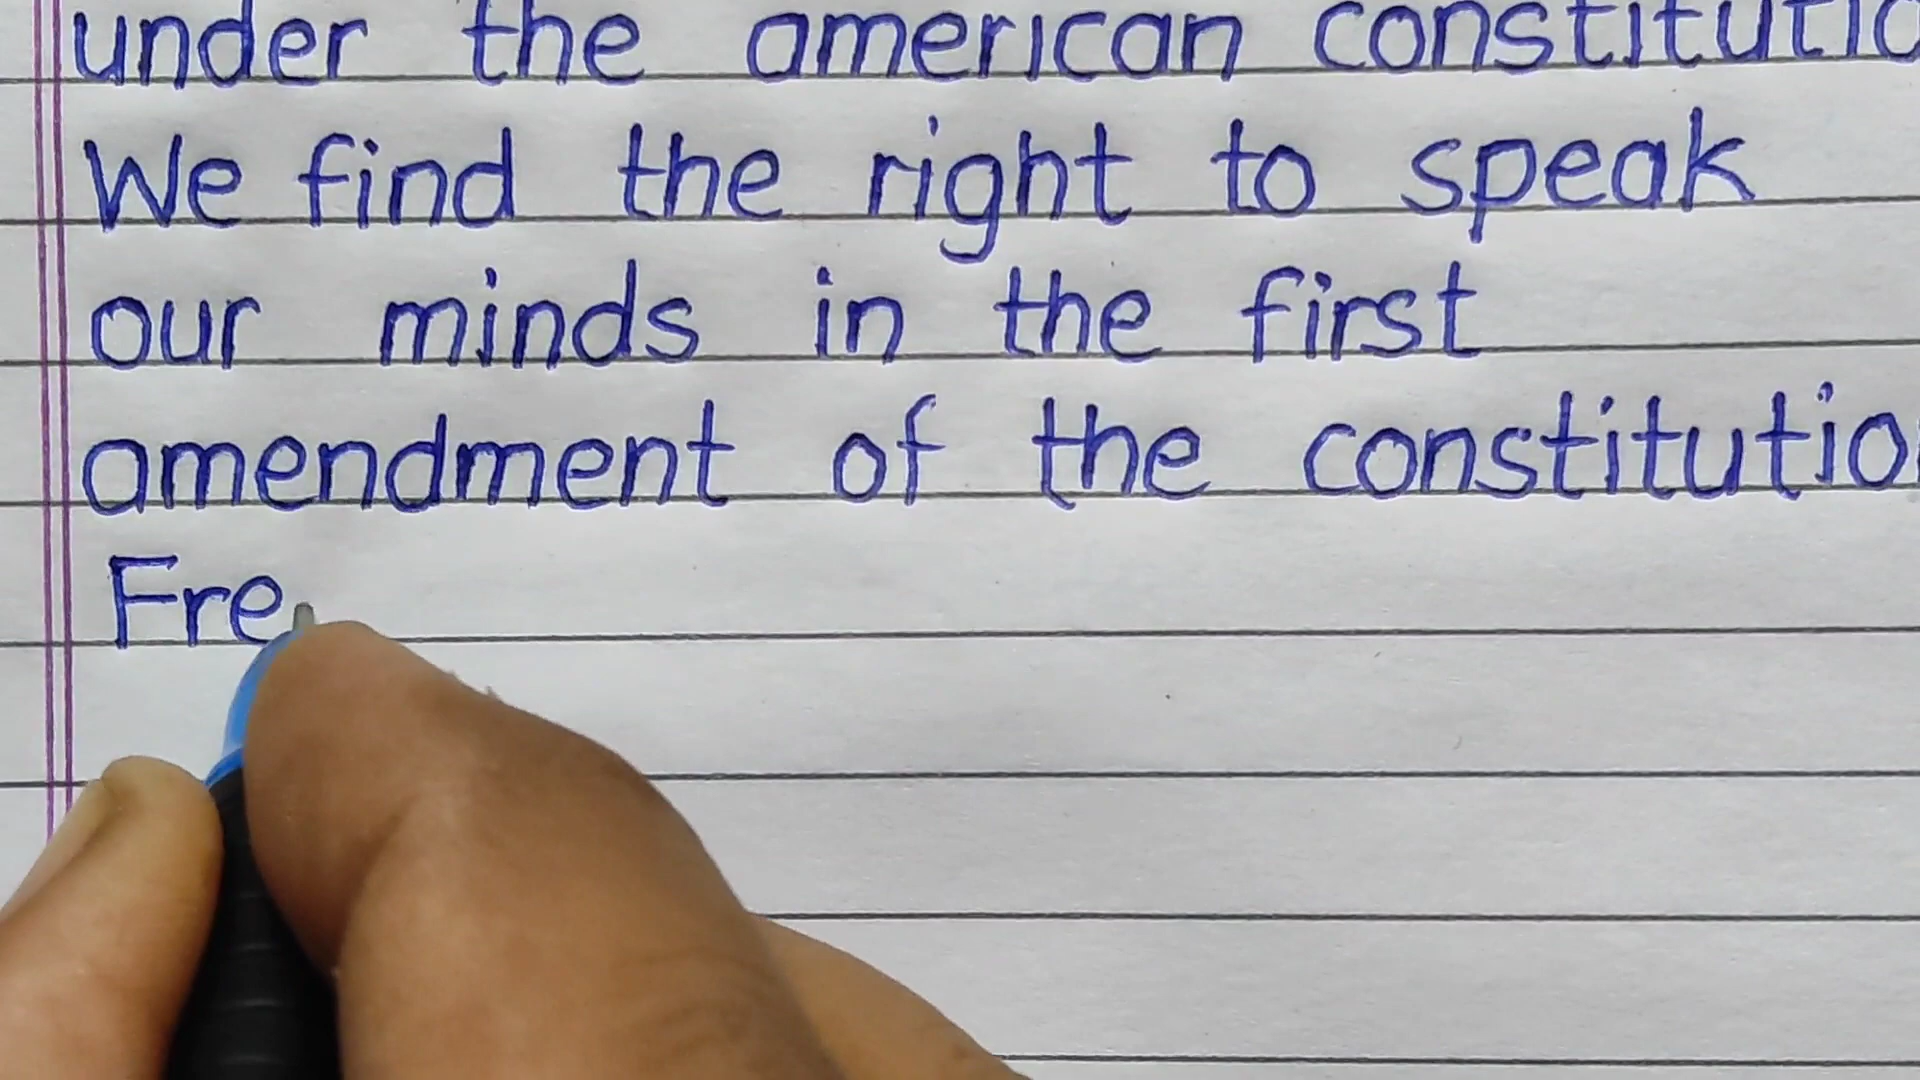 under the american constitutio
We find the right to speak
our minds in the first
amendment of the constitution
Fre